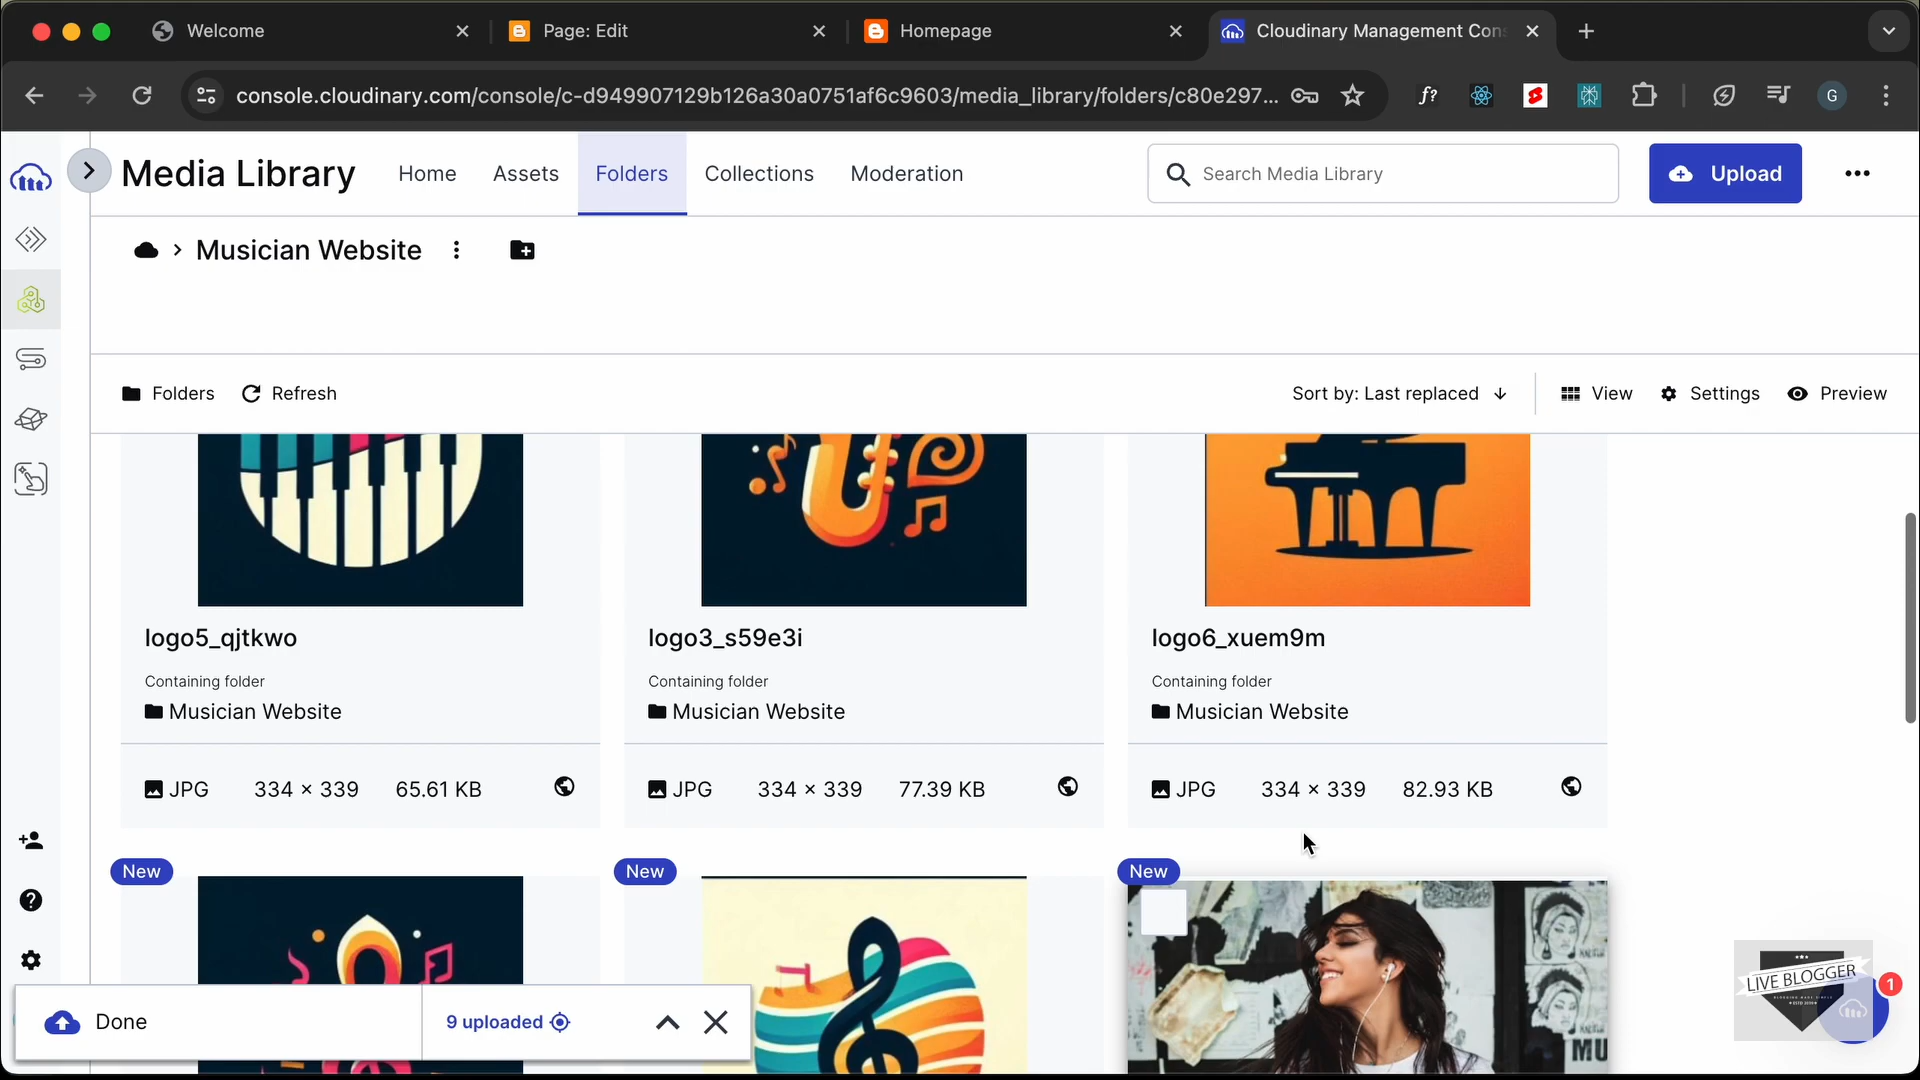 Welcome
Page: Edit
Homepage
Cloudinary Management Con
console.cloudinary.com/console/c-d949907129b126a30a0751af6c9603/media_library/folders/c80e297...
f?
G
Media Library
Home
Assets
Folders
Collections
Moderation
Search Media Library
Upload
Musician Website
Folders
Refresh
Sort by: Last replaced
View
Settings
Preview
logo5_qjtkwo
logo3_s59e3i
logo6_xuem9m
Containing folder
Containing folder
Containing folder
Musician Website
Musician Website
Musician Website
JPG 334 × 339 65.61 KB
JPG 334 × 339 77.39 KB
JPG 334 × 339 82.93 KB
New
New
New
LIVE BLOGGER
1
Done
9 uploaded
MU